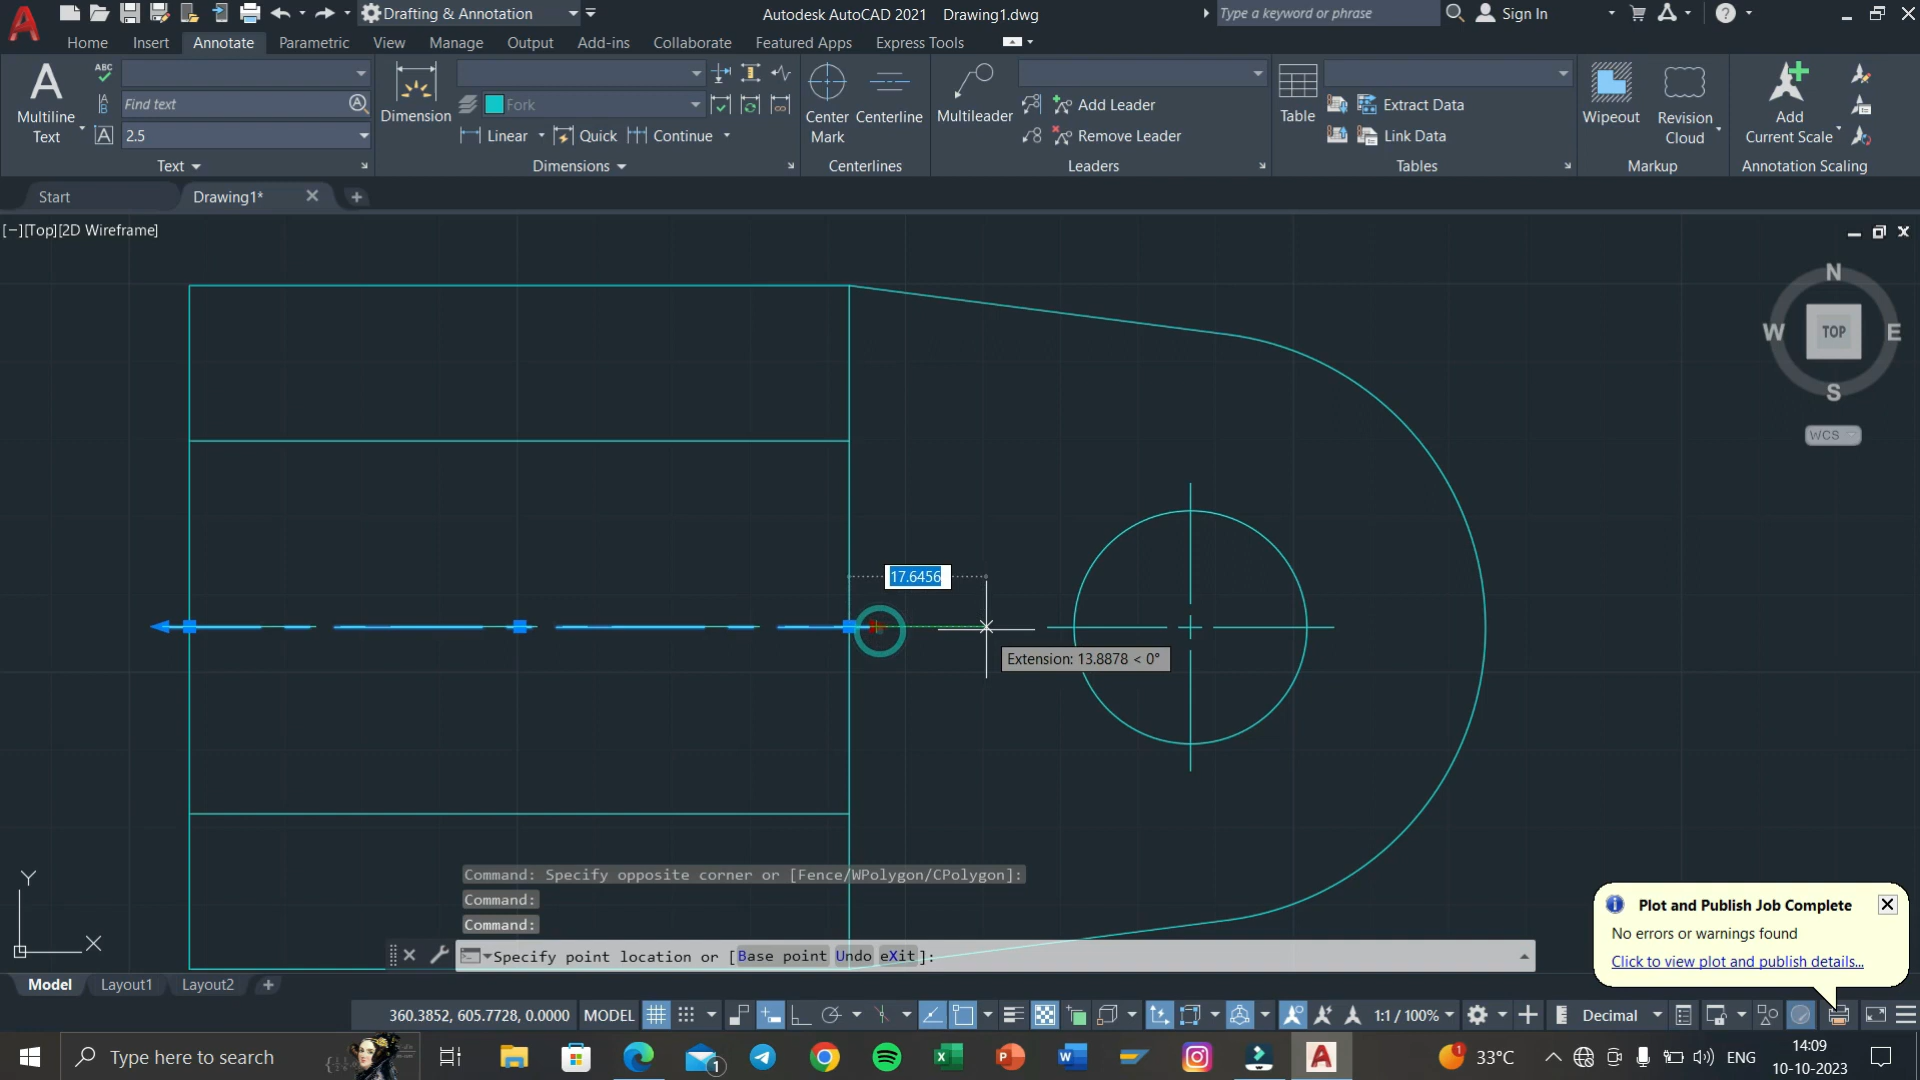 Drafting & Annotation
Autodesk AutoCAD 2021 Drawing1.dwg
Type a keyword or phrase
Sign In
Home Insert Annotate Parametric View Manage Output Add-ins Collaborate Featured Apps Express Tools
Multiline
Text
ABC
Find text
2.5
Text
Dimension
Fork
Linear Quick Continue
Dimensions
Center
Mark
Centerline
Centerlines
Multileader
Add Leader
Remove Leader
Leaders
Table
Extract Data
Link Data
Tables
Wipeout
Revision
Cloud
Markup
Add
Current Scale
Annotation Scaling
Start Drawing1*
[−][Top][2D Wireframe]
N
W TOP E
S
WCS
17.6456
Extension: 13.8878 < 0°
Y
X
Command: Specify opposite corner or [Fence/WPolygon/CPolygon]:
Command:
Command:
Specify point location or [Base point Undo eXit]:
Plot and Publish Job Complete
No errors or warnings found
Click to view plot and publish details...
Model Layout1 Layout2
360.3852, 605.7728, 0.0000 MODEL 1:1 / 100% Decimal
Type here to search
1
1
33°C
ENG
14:09
10-10-2023